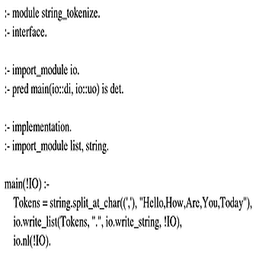 :- module string_tokenize.
:- interface.
:- import_module io.
:- pred main(io::di, io::uo) is det.
:- implementation.
:- import_module list, string.
main(!IO) :-
Tokens = string.split_at_char((','), "Hello,How,Are,You,Today"),
io.write_list(Tokens, ".", io.write_string, !IO),
io.nl(!IO).